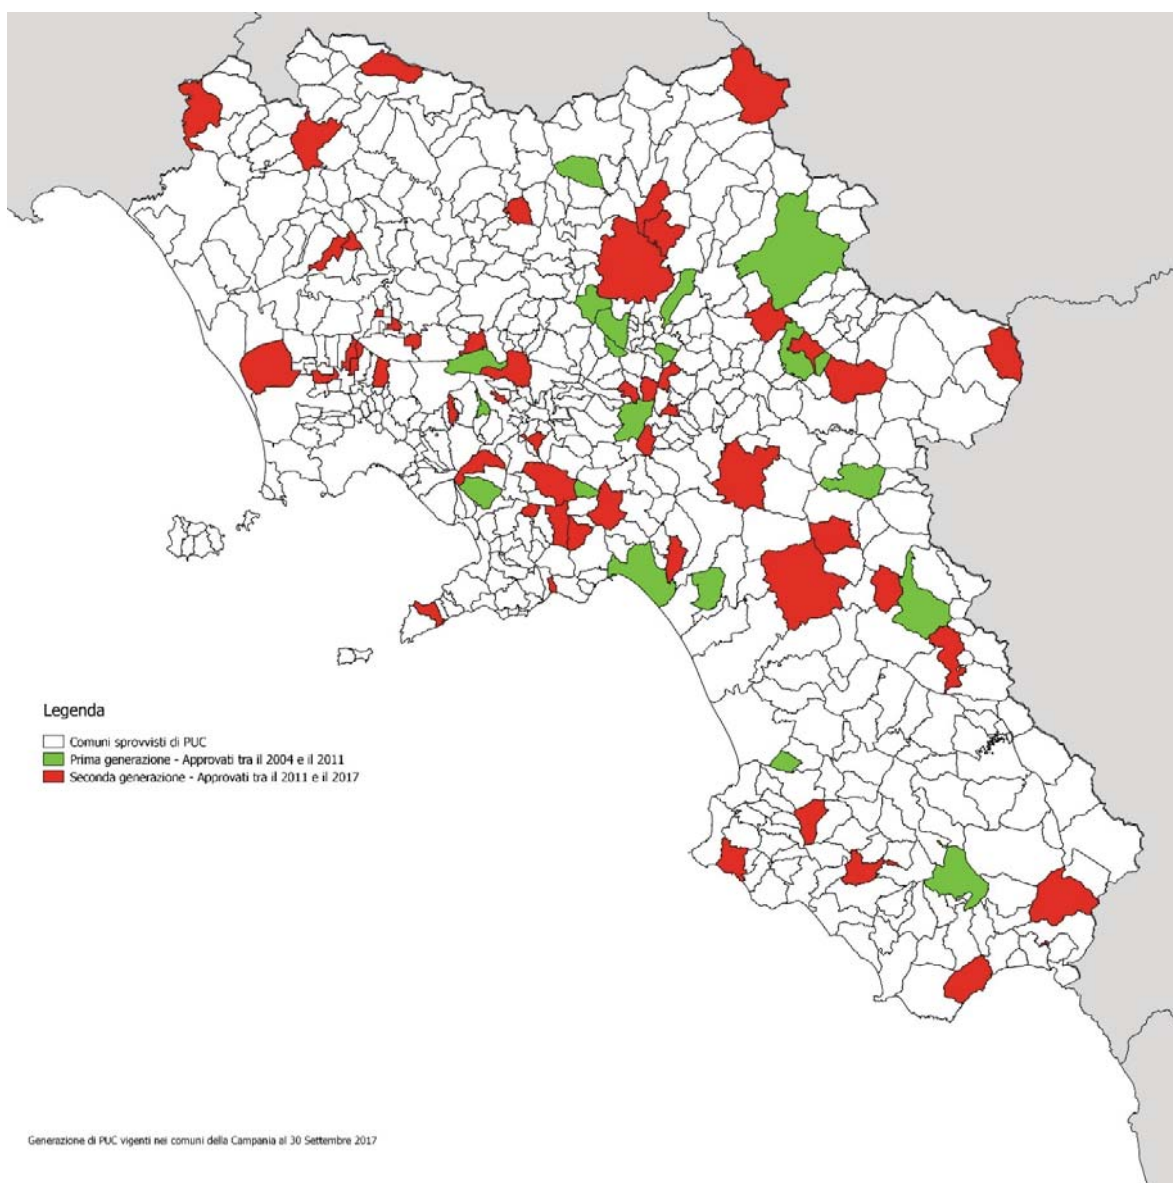 Legenda
Comuni sprovvisti di PUC
Prima generazione - Approvati tra il 2004 e il 2011
Seconda generazione - Approvati tra il 2011 e il 2017
Generazione di PUC vigenti nei comuni della Campania al 30 Settembre 2017